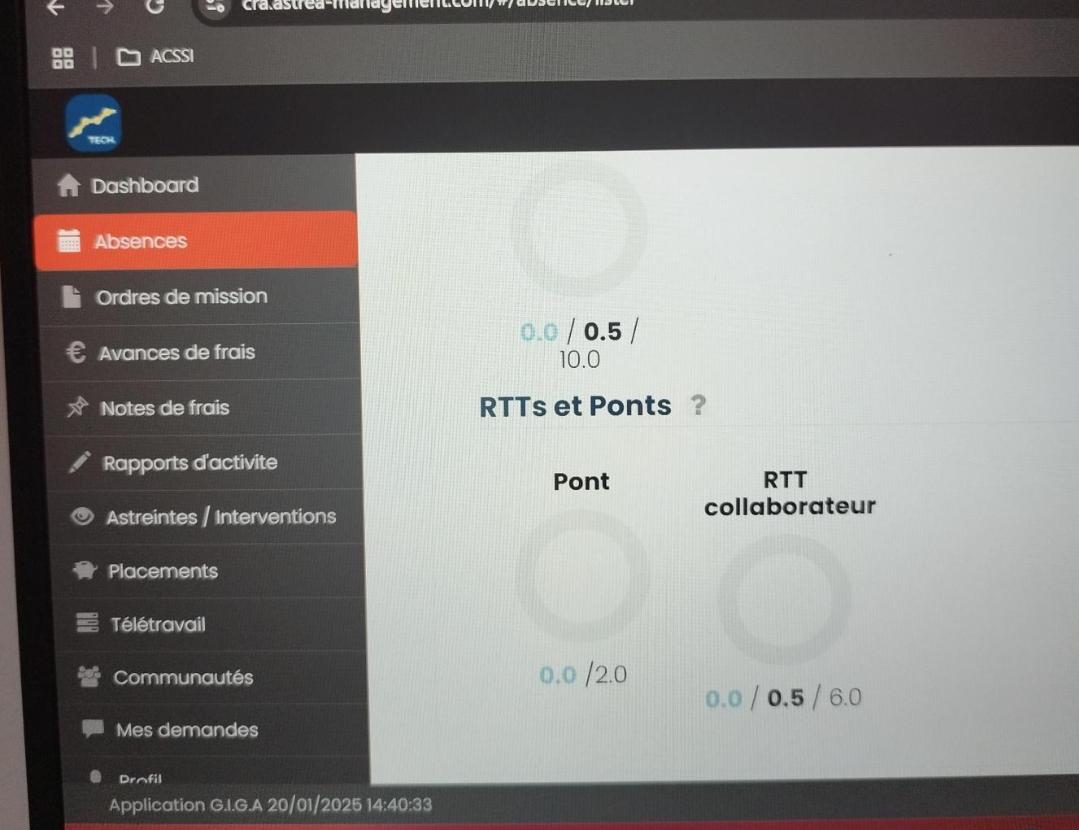 cra.astrea-management.com/#/absence/lister
ACSSI
TECH.
Dashboard
Absences
Ordres de mission
Avances de frais
Notes de frais
Rapports d'activite
Astreintes / Interventions
Placements
Télétravail
Communautés
Mes demandes
Profil
Application G.I.G.A 20/01/2025 14:40:33
0.0 / 0.5 /
10.0
RTTs et Ponts ?
Pont
0.0 /2.0
RTT
collaborateur
0.0 / 0.5 / 6.0